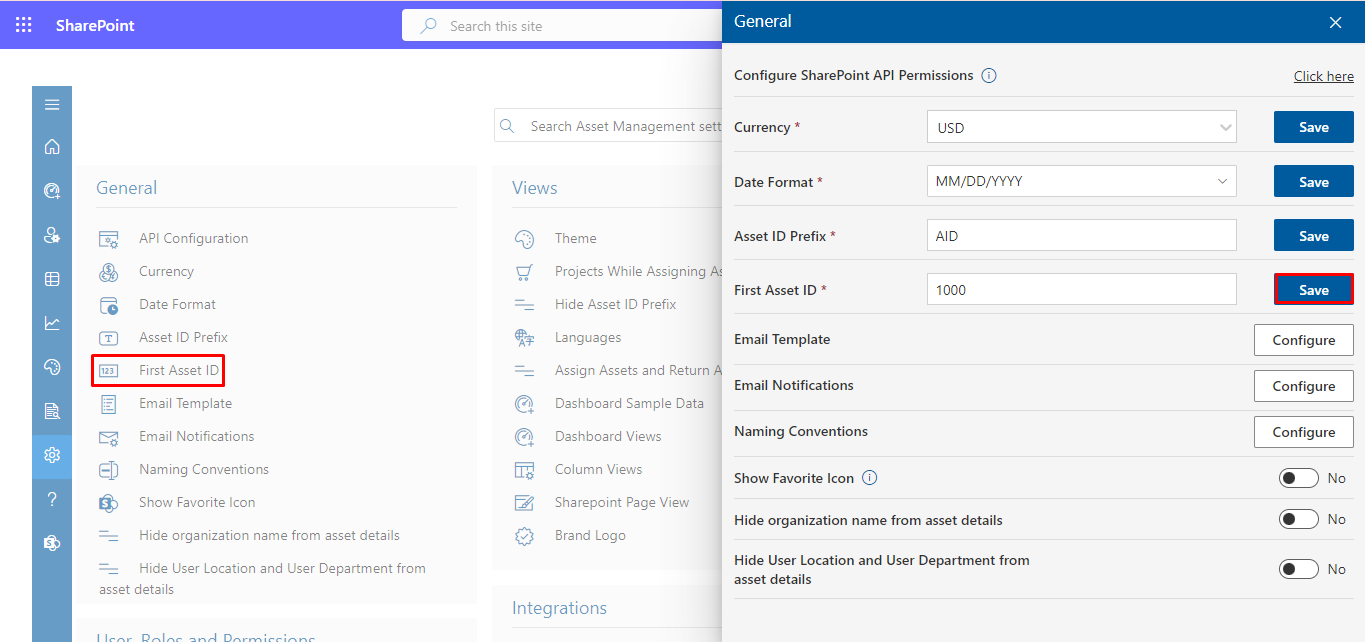 SharePoint
Search this site
Search Asset Management sett
General
API Configuration
Currency
Date Format
Asset ID Prefix
123 First Asset ID
Email Template
Email Notifications
Naming Conventions
Show Favorite Icon
Hide organization name from asset details
Hide User Location and User Department from
asset details
User, Roles and Permissions
Views
Theme
Projects While Assigning As
Hide Asset ID Prefix
Languages
Assign Assets and Return A
Dashboard Sample Data
Dashboard Views
Column Views
Sharepoint Page View
Brand Logo
Integrations
General
Configure SharePoint API Permissions Click here
Currency * USD Save
Date Format * MM/DD/YYYY Save
Asset ID Prefix * AID Save
First Asset ID * 1000 Save
Email Template Configure
Email Notifications Configure
Naming Conventions Configure
Show Favorite Icon No
Hide organization name from asset details No
Hide User Location and User Department from
asset details No